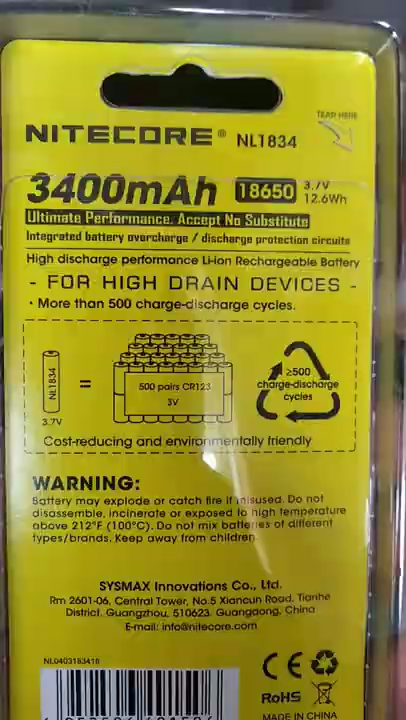 TEAR HERE
NITECORE® NL1834
3400mAh 18650 3.7V 12.6Wh
Ultimate Performance. Accept No Substitute
Integrated battery overcharge / discharge protection circuits
High discharge performance Li-ion Rechargeable Battery
- FOR HIGH DRAIN DEVICES -
• More than 500 charge-discharge cycles.
NL1834
=
500 pairs CR123
3V
≥500
charge-discharge
cycles
3.7V
Cost-reducing and environmentally friendly
WARNING:
Battery may explode or catch fire if misused. Do not
disassemble, incinerate or exposed to high temperature
above 212°F (100°C). Do not mix batteries of different
types/brands. Keep away from children.
SYSMAX Innovations Co., Ltd.
Rm 2601-06, Central Tower, No.5 Xiancun Road, Tianhe
District, Guangzhou, 510623, Guangdong, China
E-mail: info@nitecore.com
NL0403183418
CE
RoHS
MADE IN CHINA